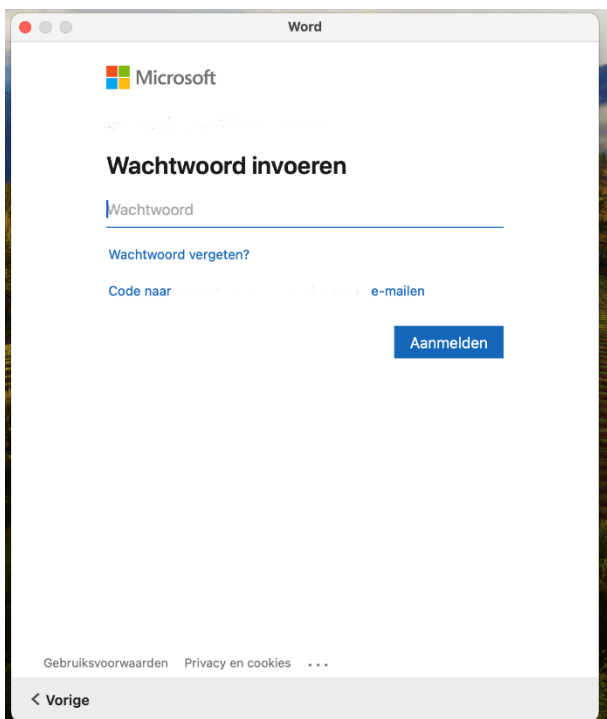 Word
Microsoft
Wachtwoord invoeren
Wachtwoord
Wachtwoord vergeten?
Code naar e-mailen
Aanmelden
Gebruiksvoorwaarden Privacy en cookies ...
< Vorige